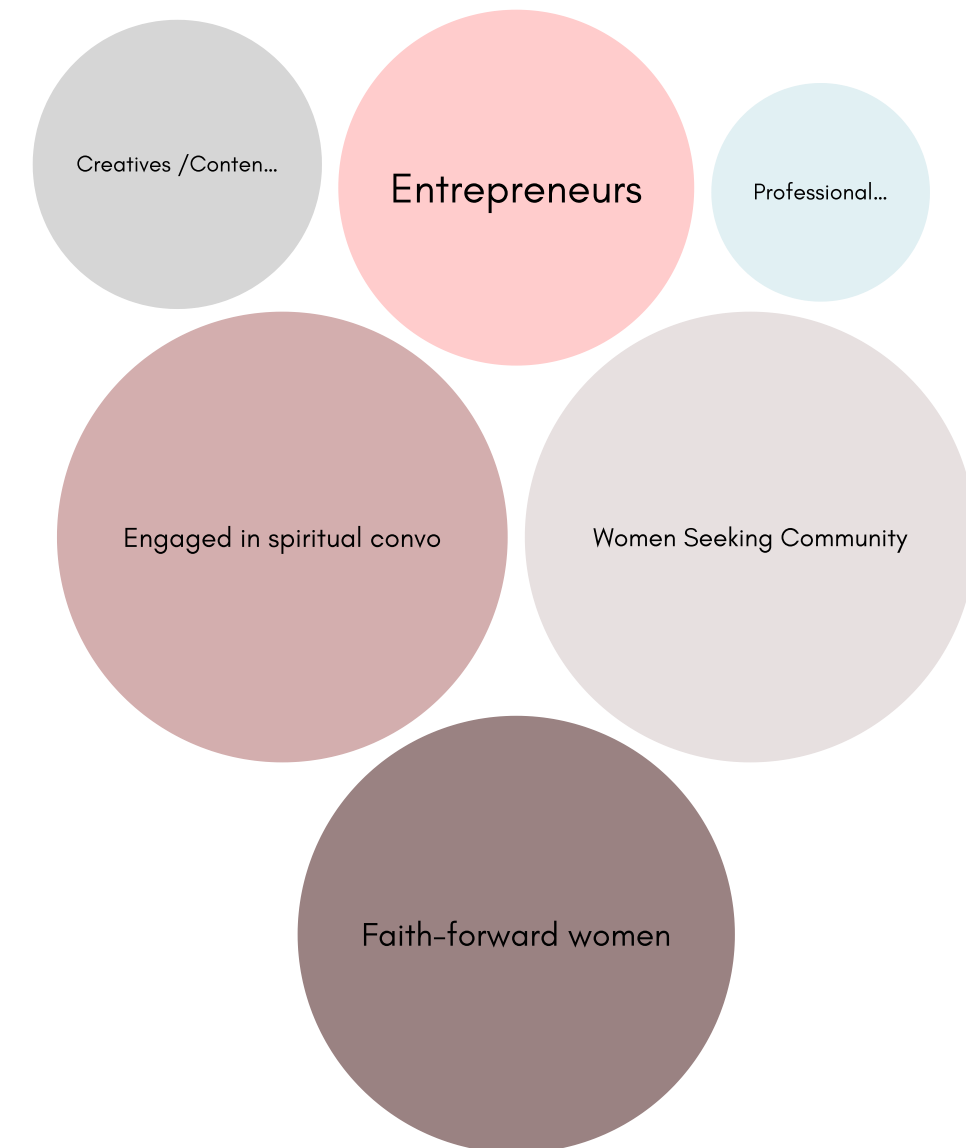 Creatives /Conten...
Entrepreneurs
Professional...
Engaged in spiritual convo
Women Seeking Community
Faith-forward women